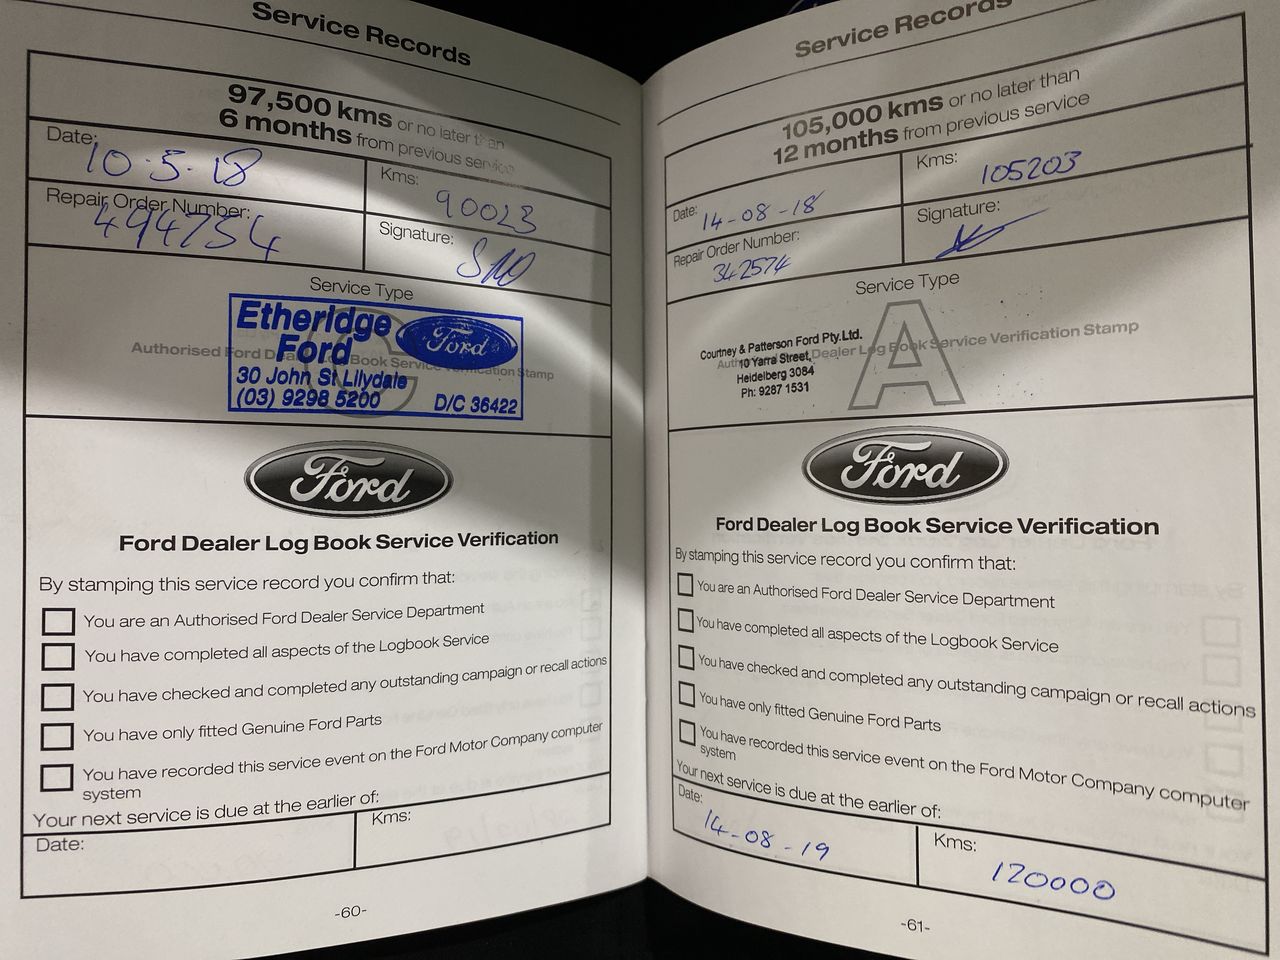 Service Records
97,500 kms or no later than
6 months from previous service
Date: 10·5·18
Kms: 90023
Repair Order Number: 494754
Signature:
Service Type
Etheridge
Ford
Ford
30 John St Lilydale
(03) 9298 5200 D/C 36422
C
Authorised Ford Dealer Log Book Service Verification Stamp
Ford
Ford Dealer Log Book Service Verification
By stamping this service record you confirm that:
You are an Authorised Ford Dealer Service Department
You have completed all aspects of the Logbook Service
You have checked and completed any outstanding campaign or recall actions
You have only fitted Genuine Ford Parts
You have recorded this service event on the Ford Motor Company computer
system
Your next service is due at the earlier of:
Date:
Kms:
-60-
Service Records
105,000 kms or no later than
12 months from previous service
Date: 14-08-18
Kms: 105203
Repair Order Number: 342574
Signature:
Service Type
Courtney & Patterson Ford Pty.Ltd.
10 Yarra Street,
Heidelberg 3084
Ph: 9287 1531
A
Dealer Log Book Service Verification Stamp
Ford
Ford Dealer Log Book Service Verification
By stamping this service record you confirm that:
You are an Authorised Ford Dealer Service Department
You have completed all aspects of the Logbook Service
You have checked and completed any outstanding campaign or recall actions
You have only fitted Genuine Ford Parts
You have recorded this service event on the Ford Motor Company computer
system
Your next service is due at the earlier of:
Date: 14-08-19
Kms: 120000
-61-